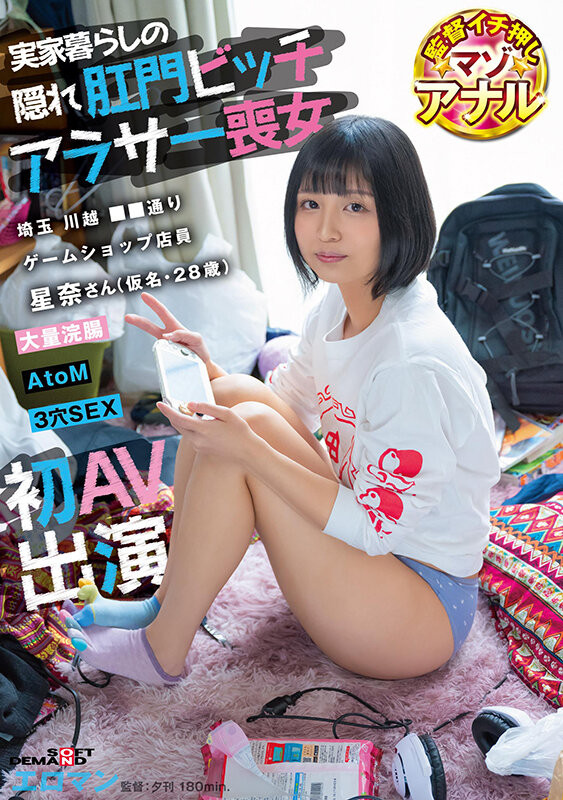 実家暮らしの
隠れ肛門ビッチ
アラサー喪女
監督イチ押し
マゾ
アナル
埼玉 川越 ■■通り
ゲームショップ店員
星奈さん(仮名・28歳)
大量浣腸
AtoM
3穴SEX
初AV
出演
SOFT
DEMAND
エロマン
監督:夕刊 180min.